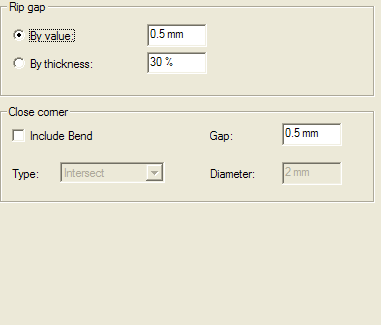 Rip gap
By value: 0.5 mm
By thickness: 30 %
Close corner
Include Bend Gap: 0.5 mm
Type: Intersect Diameter: 2 mm